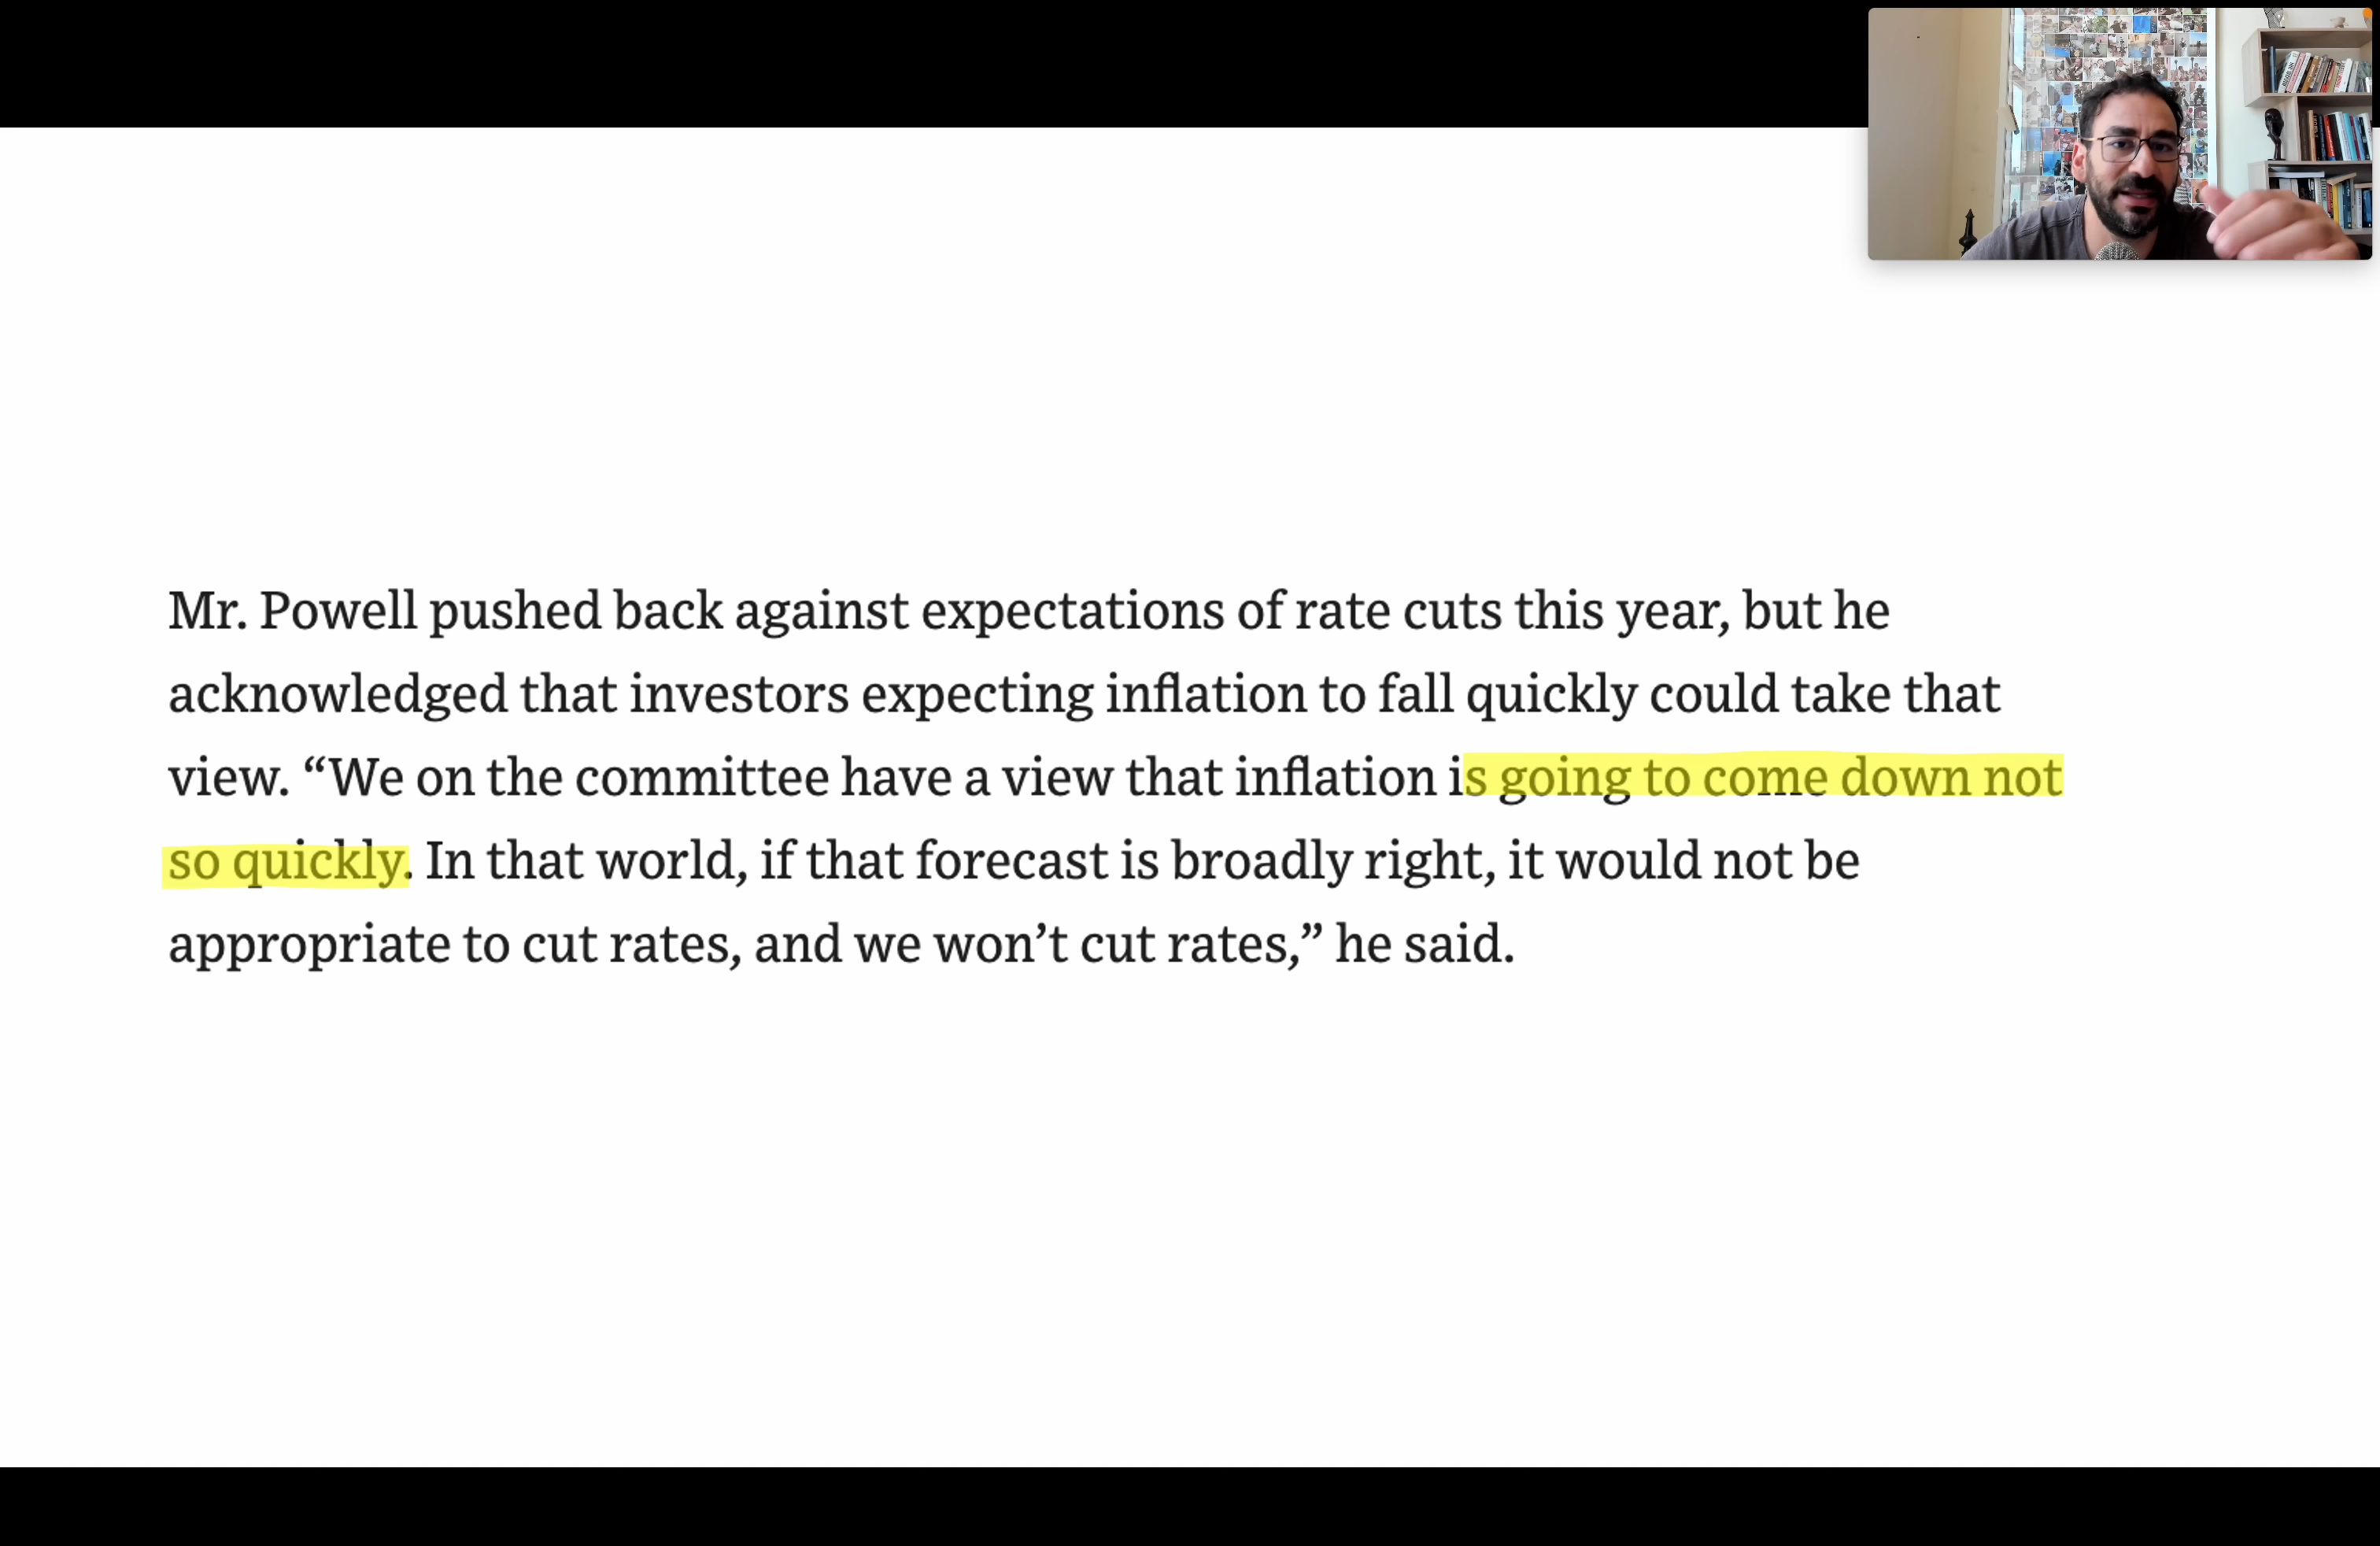 Mr. Powell pushed back against expectations of rate cuts this year, but he
acknowledged that investors expecting inflation to fall quickly could take that
view. “We on the committee have a view that inflation is going to come down not
so quickly. In that world, if that forecast is broadly right, it would not be
appropriate to cut rates, and we won’t cut rates,” he said.